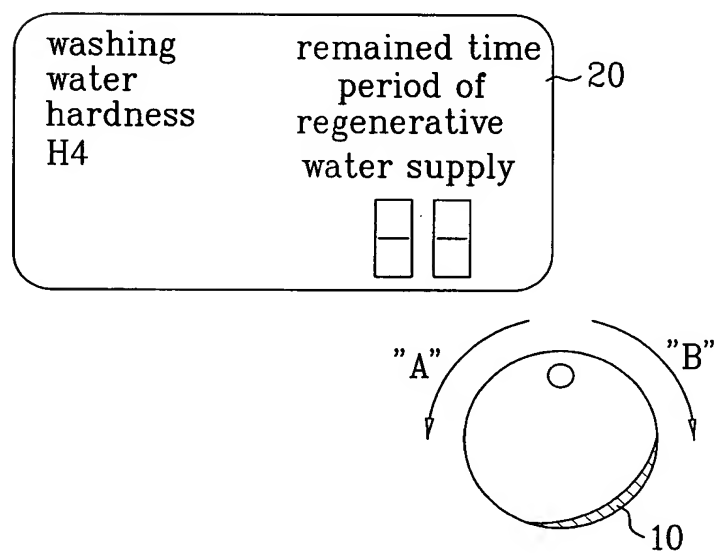 washing
water
hardness
H4
remained time
period of
regenerative
water supply
20
"A"
"B"
10